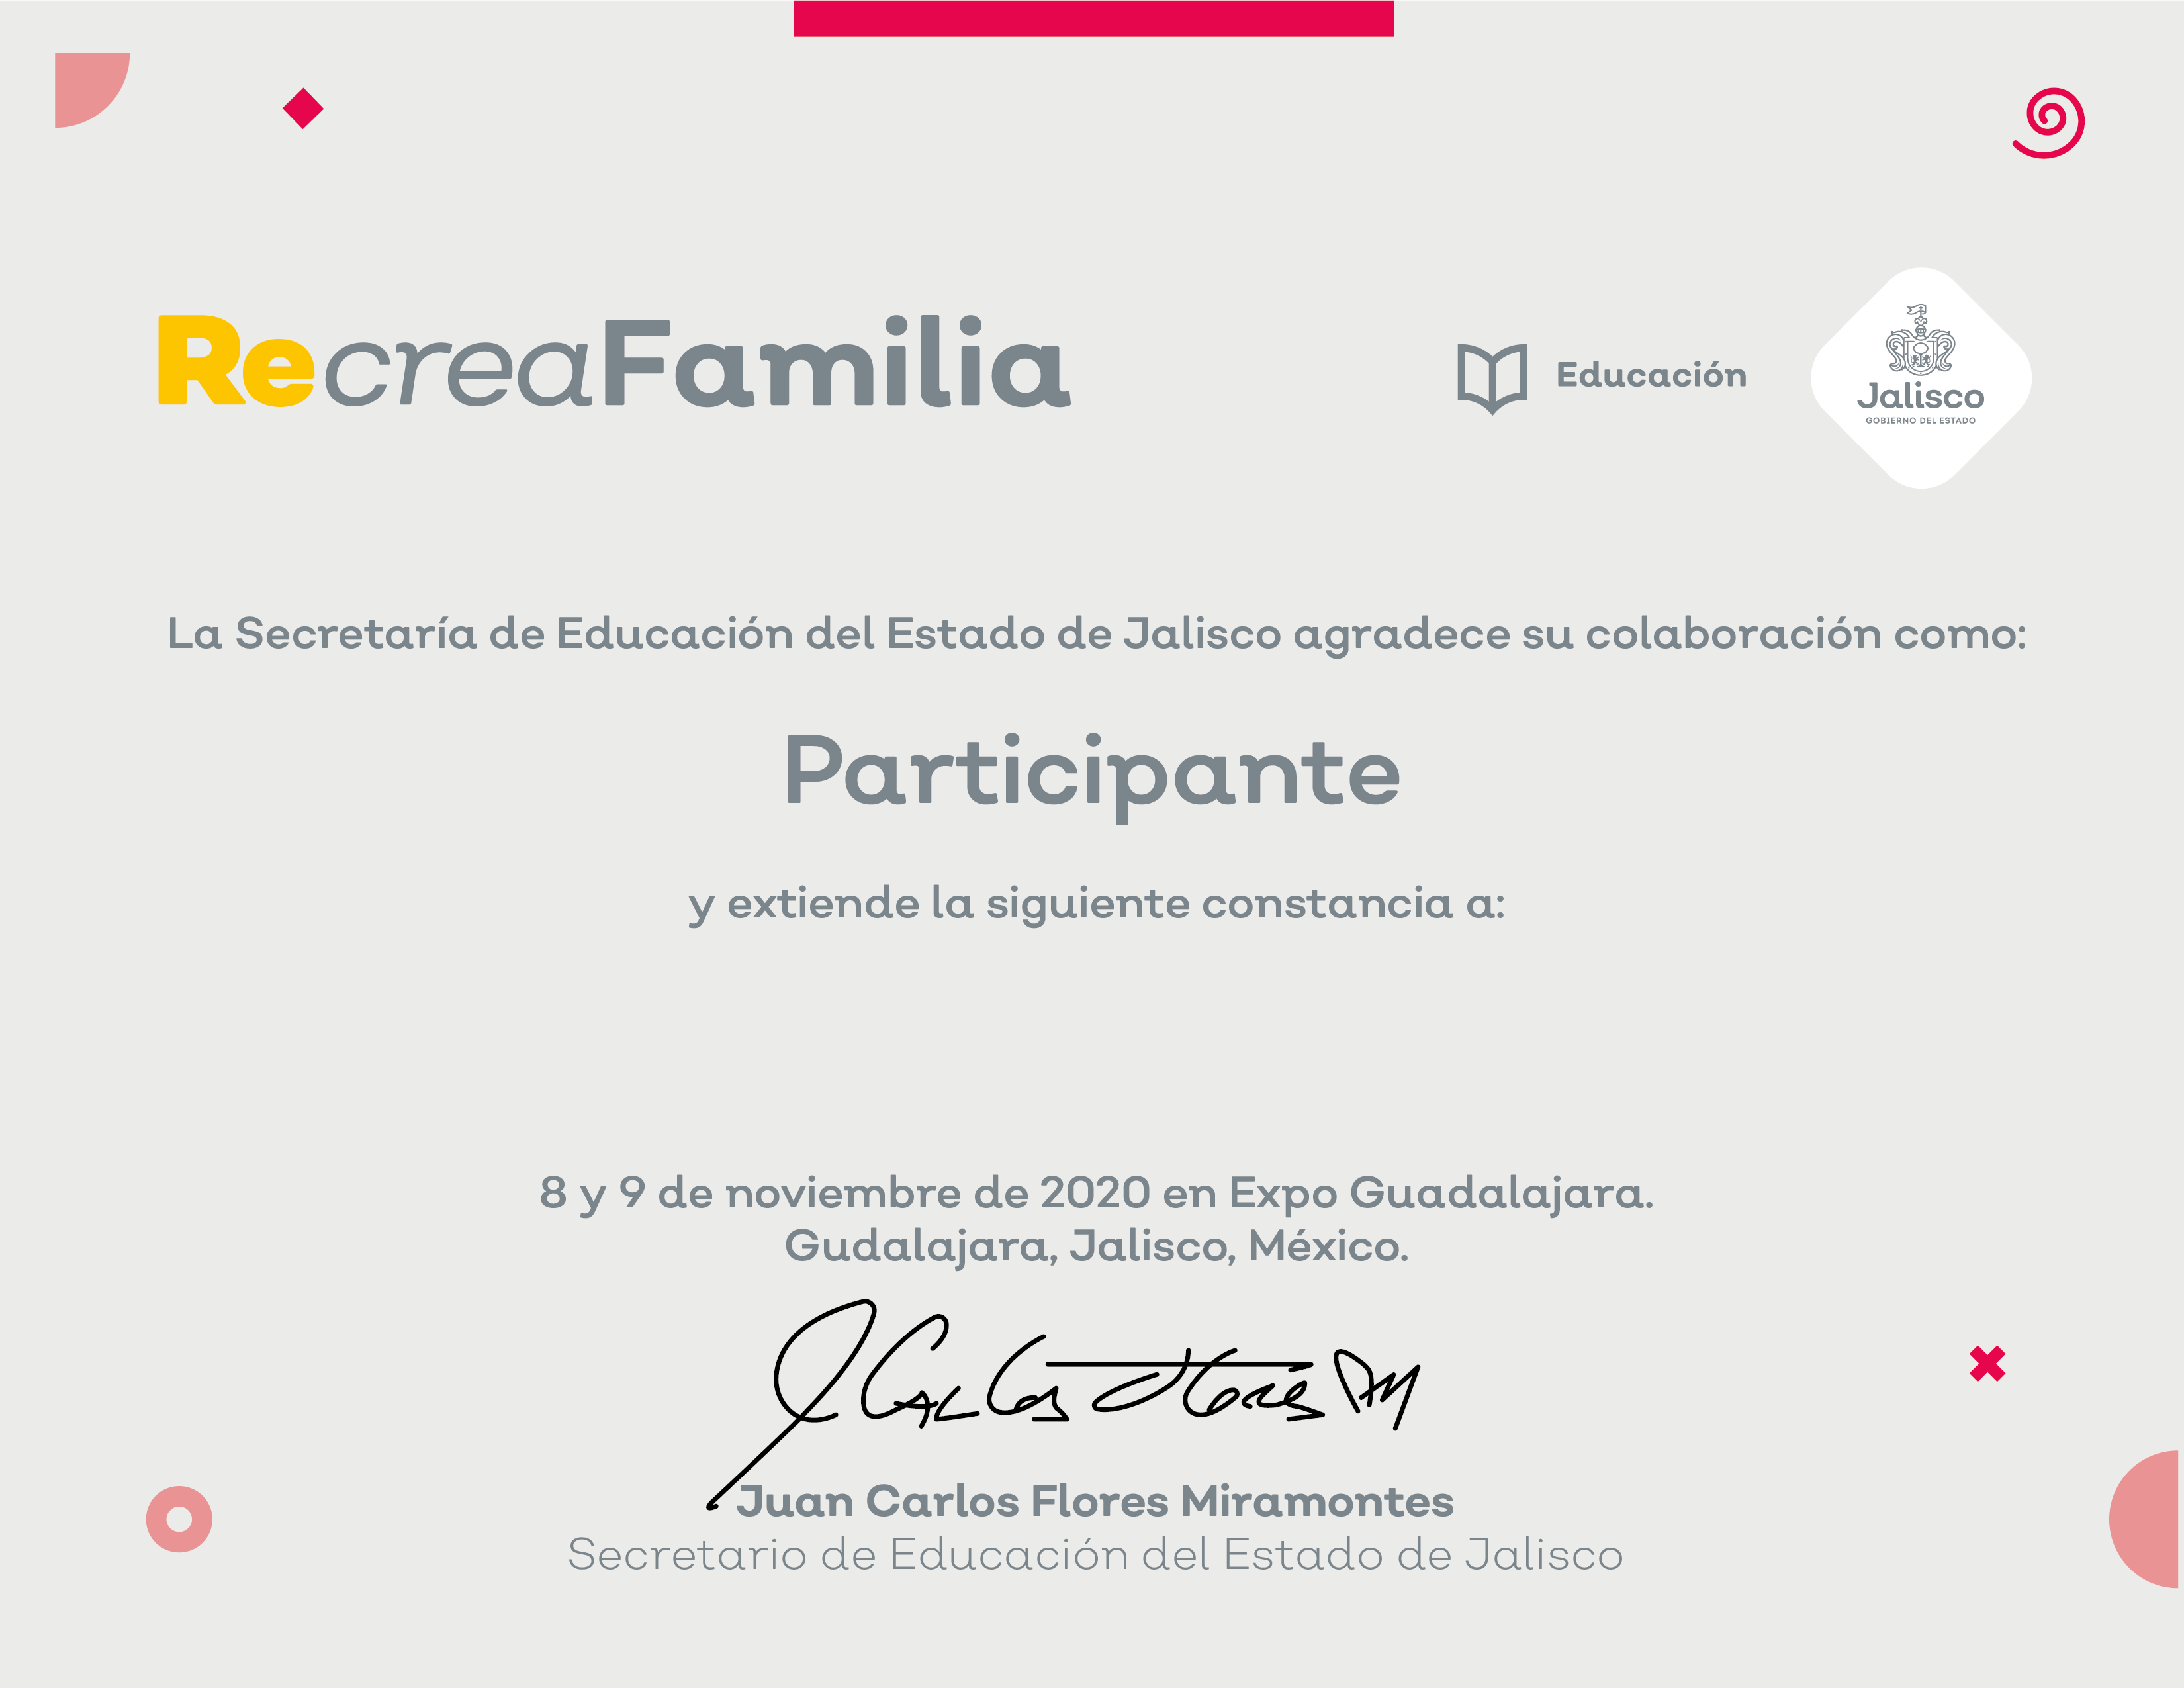 RecreaFamilia
Educación
Jalisco
GOBIERNO DEL ESTADO
La Secretaría de Educación del Estado de Jalisco agradece su colaboración como:
Participante
y extiende la siguiente constancia a:
8 y 9 de noviembre de 2020 en Expo Guadalajara.
Gudalajara, Jalisco, México.
Juan Carlos Flores Miramontes
Secretario de Educación del Estado de Jalisco